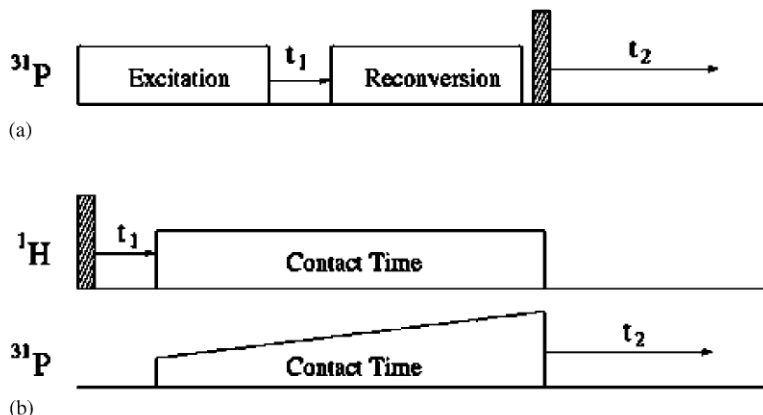 t₁
t₂
³¹P
Excitation
Reconversion
(a)
¹H
t₁
Contact Time
³¹P
Contact Time
t₂
(b)